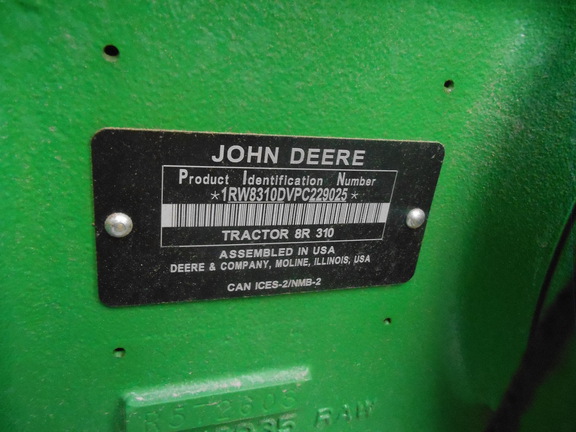 JOHN DEERE
Product Identification Number
*1RW8310DVPC229025*
TRACTOR 8R 310
ASSEMBLED IN USA
DEERE & COMPANY, MOLINE, ILLINOIS, USA
CAN ICES-2/NMB-2
RAW